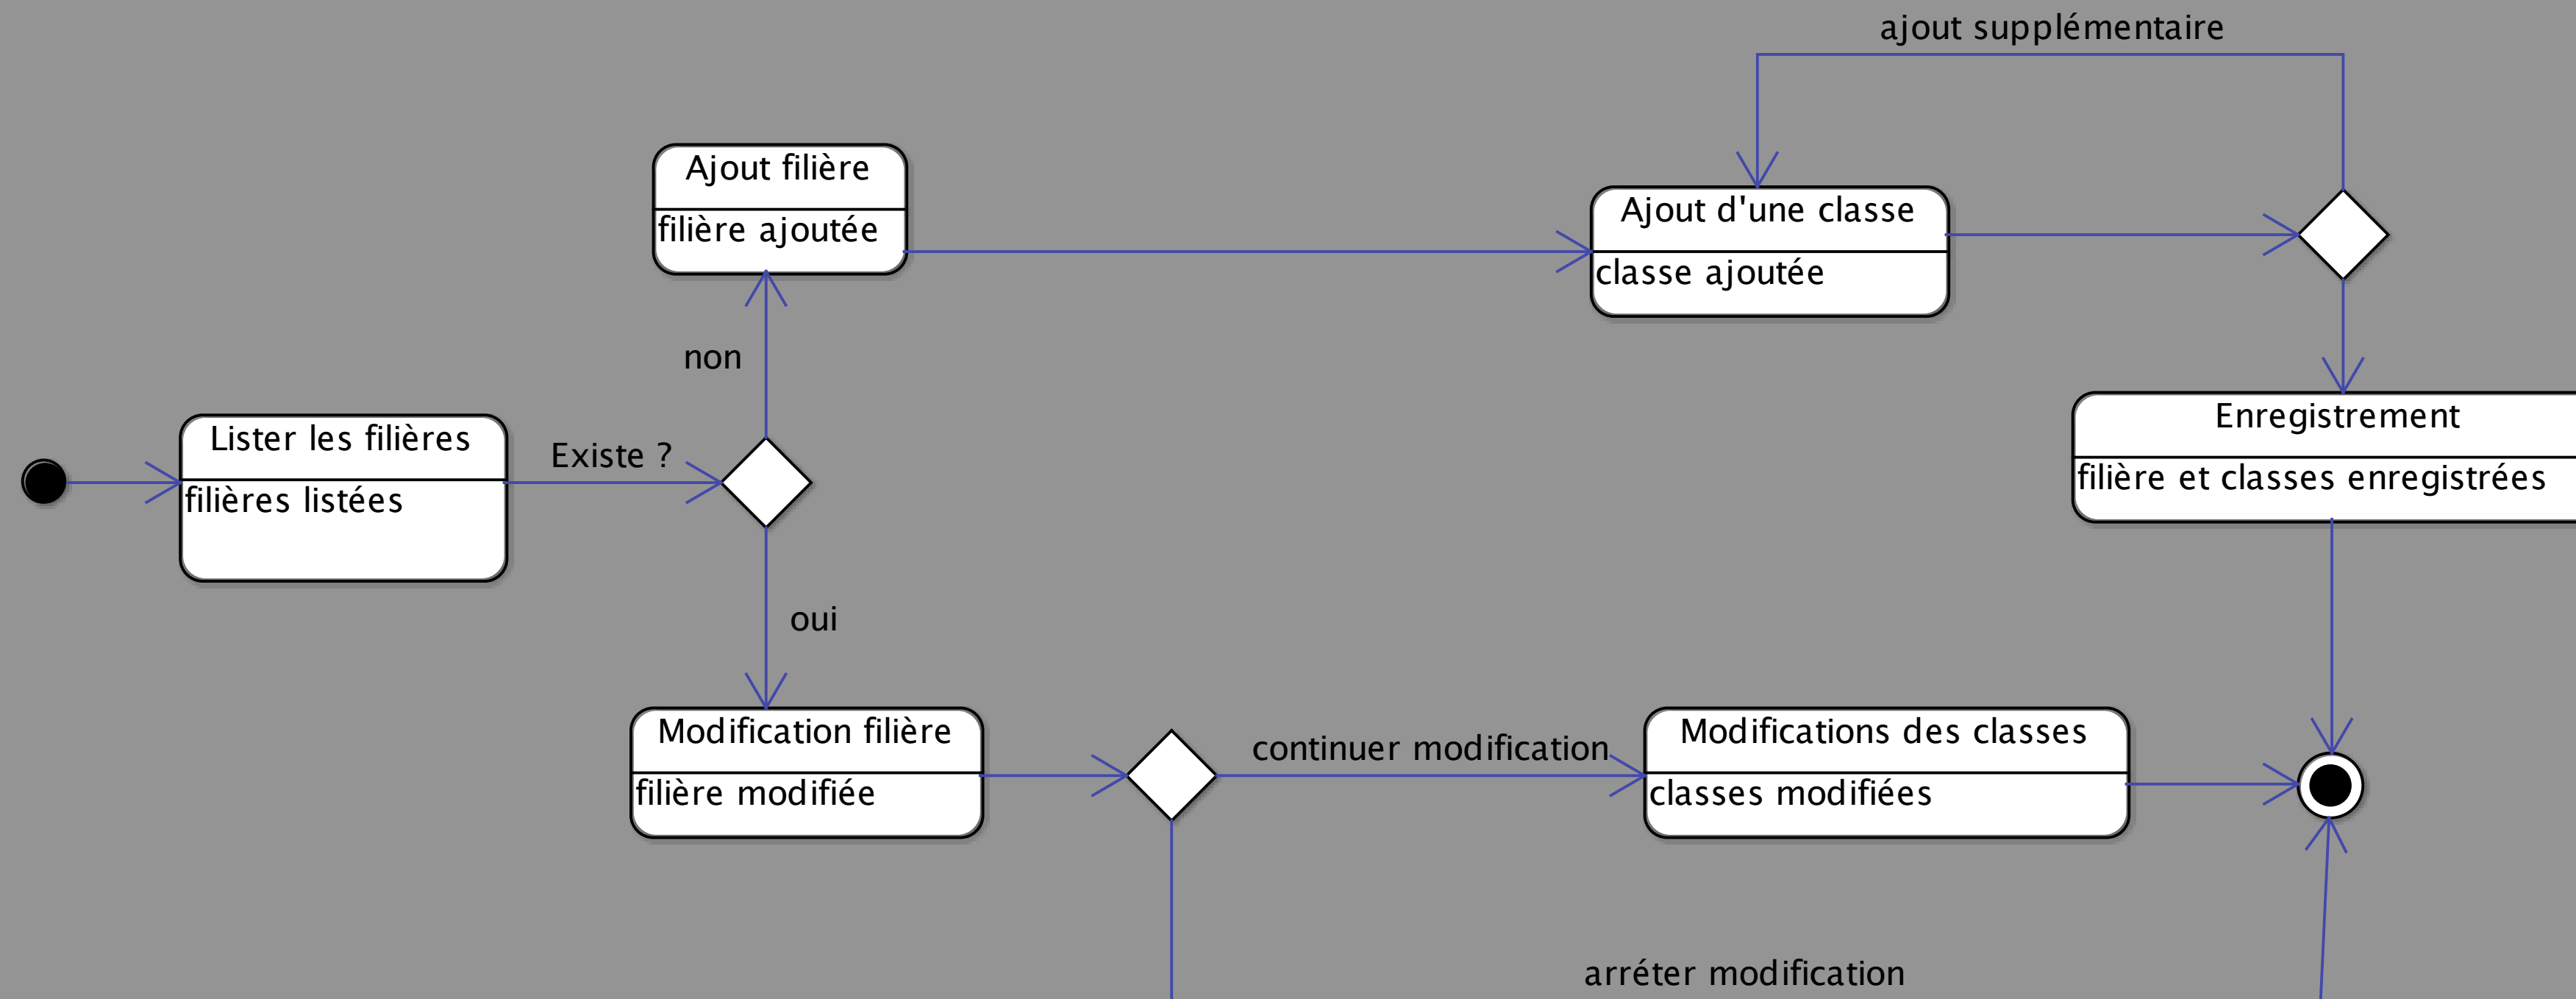 ajout supplémentaire
Ajout filière
filière ajoutée
Ajout d'une classe
classe ajoutée
non
Lister les filières
filières listées
Existe ?
Enregistrement
filière et classes enregistrées
oui
Modification filière
filière modifiée
continuer modification
Modifications des classes
classes modifiées
arréter modification